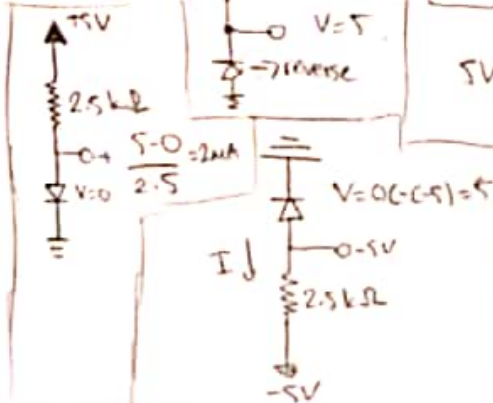 +5V
2.5kΩ
+
5-0
2.5
=2mA
V=0
V=5
→reverse
5V
V=0(-(-5)=5
I
-5V
2.5kΩ
-5V